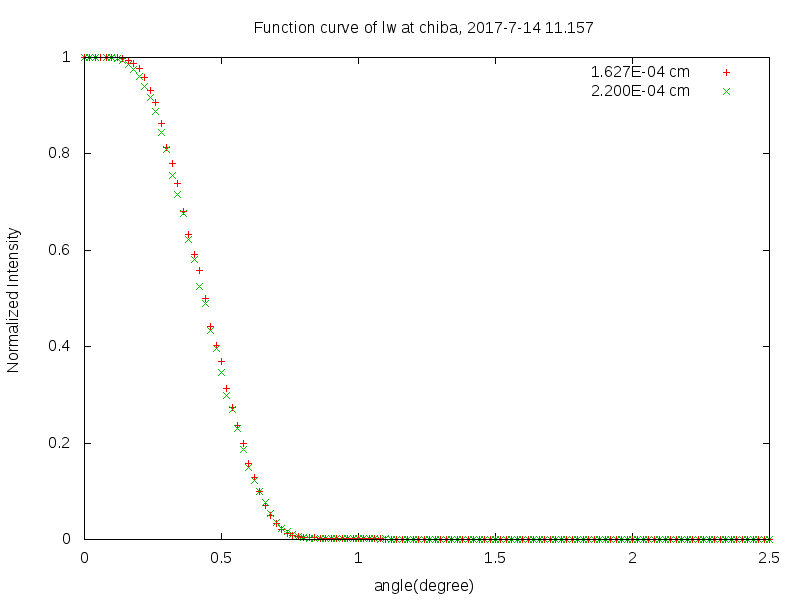 Function curve of lw at chiba, 2017-7-14 11.157
1.627E-04 cm
2.200E-04 cm
1
0.8
0.6
0.4
0.2
0
Normalized Intensity
0 0.5 1 1.5 2 2.5
angle(degree)